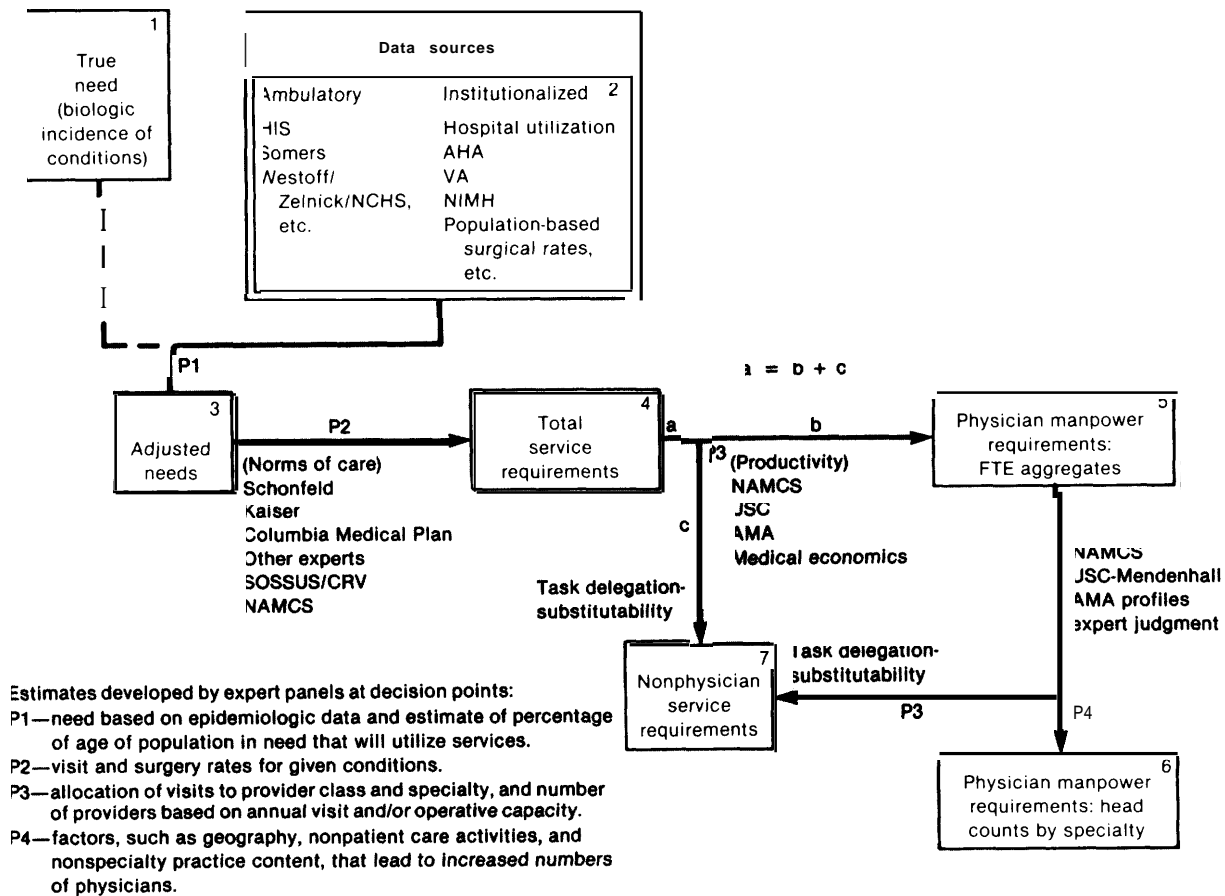 1
True
need
(biologic
incidence of
conditions)
Data sources
Ambulatory Institutionalized 2
HIS Hospital utilization
Somers AHA
Westoff/ VA
Zelnick/NCHS, NIMH
etc. Population-based
surgical rates,
etc.
P1
a = b + c
3
Adjusted
needs
P2
(Norms of care)
Schonfeld
Kaiser
Columbia Medical Plan
Other experts
SOSSUS/CRV
NAMCS
4
Total
service
requirements
a
b
P3
(Productivity)
NAMCS
USC
AMA
Medical economics
c
Task delegation-
substitutability
5
Physician manpower
requirements:
FTE aggregates
NAMCS
USC-Mendenhall
AMA profiles
expert judgment
Task delegation-
substitutability
P3
P4
7
Nonphysician
service
requirements
6
Physician manpower
requirements: head
counts by specialty
Estimates developed by expert panels at decision points:
P1—need based on epidemiologic data and estimate of percentage
of age of population in need that will utilize services.
P2—visit and surgery rates for given conditions.
P3—allocation of visits to provider class and specialty, and number
of providers based on annual visit and/or operative capacity.
P4—factors, such as geography, nonpatient care activities, and
nonspecialty practice content, that lead to increased numbers
of physicians.